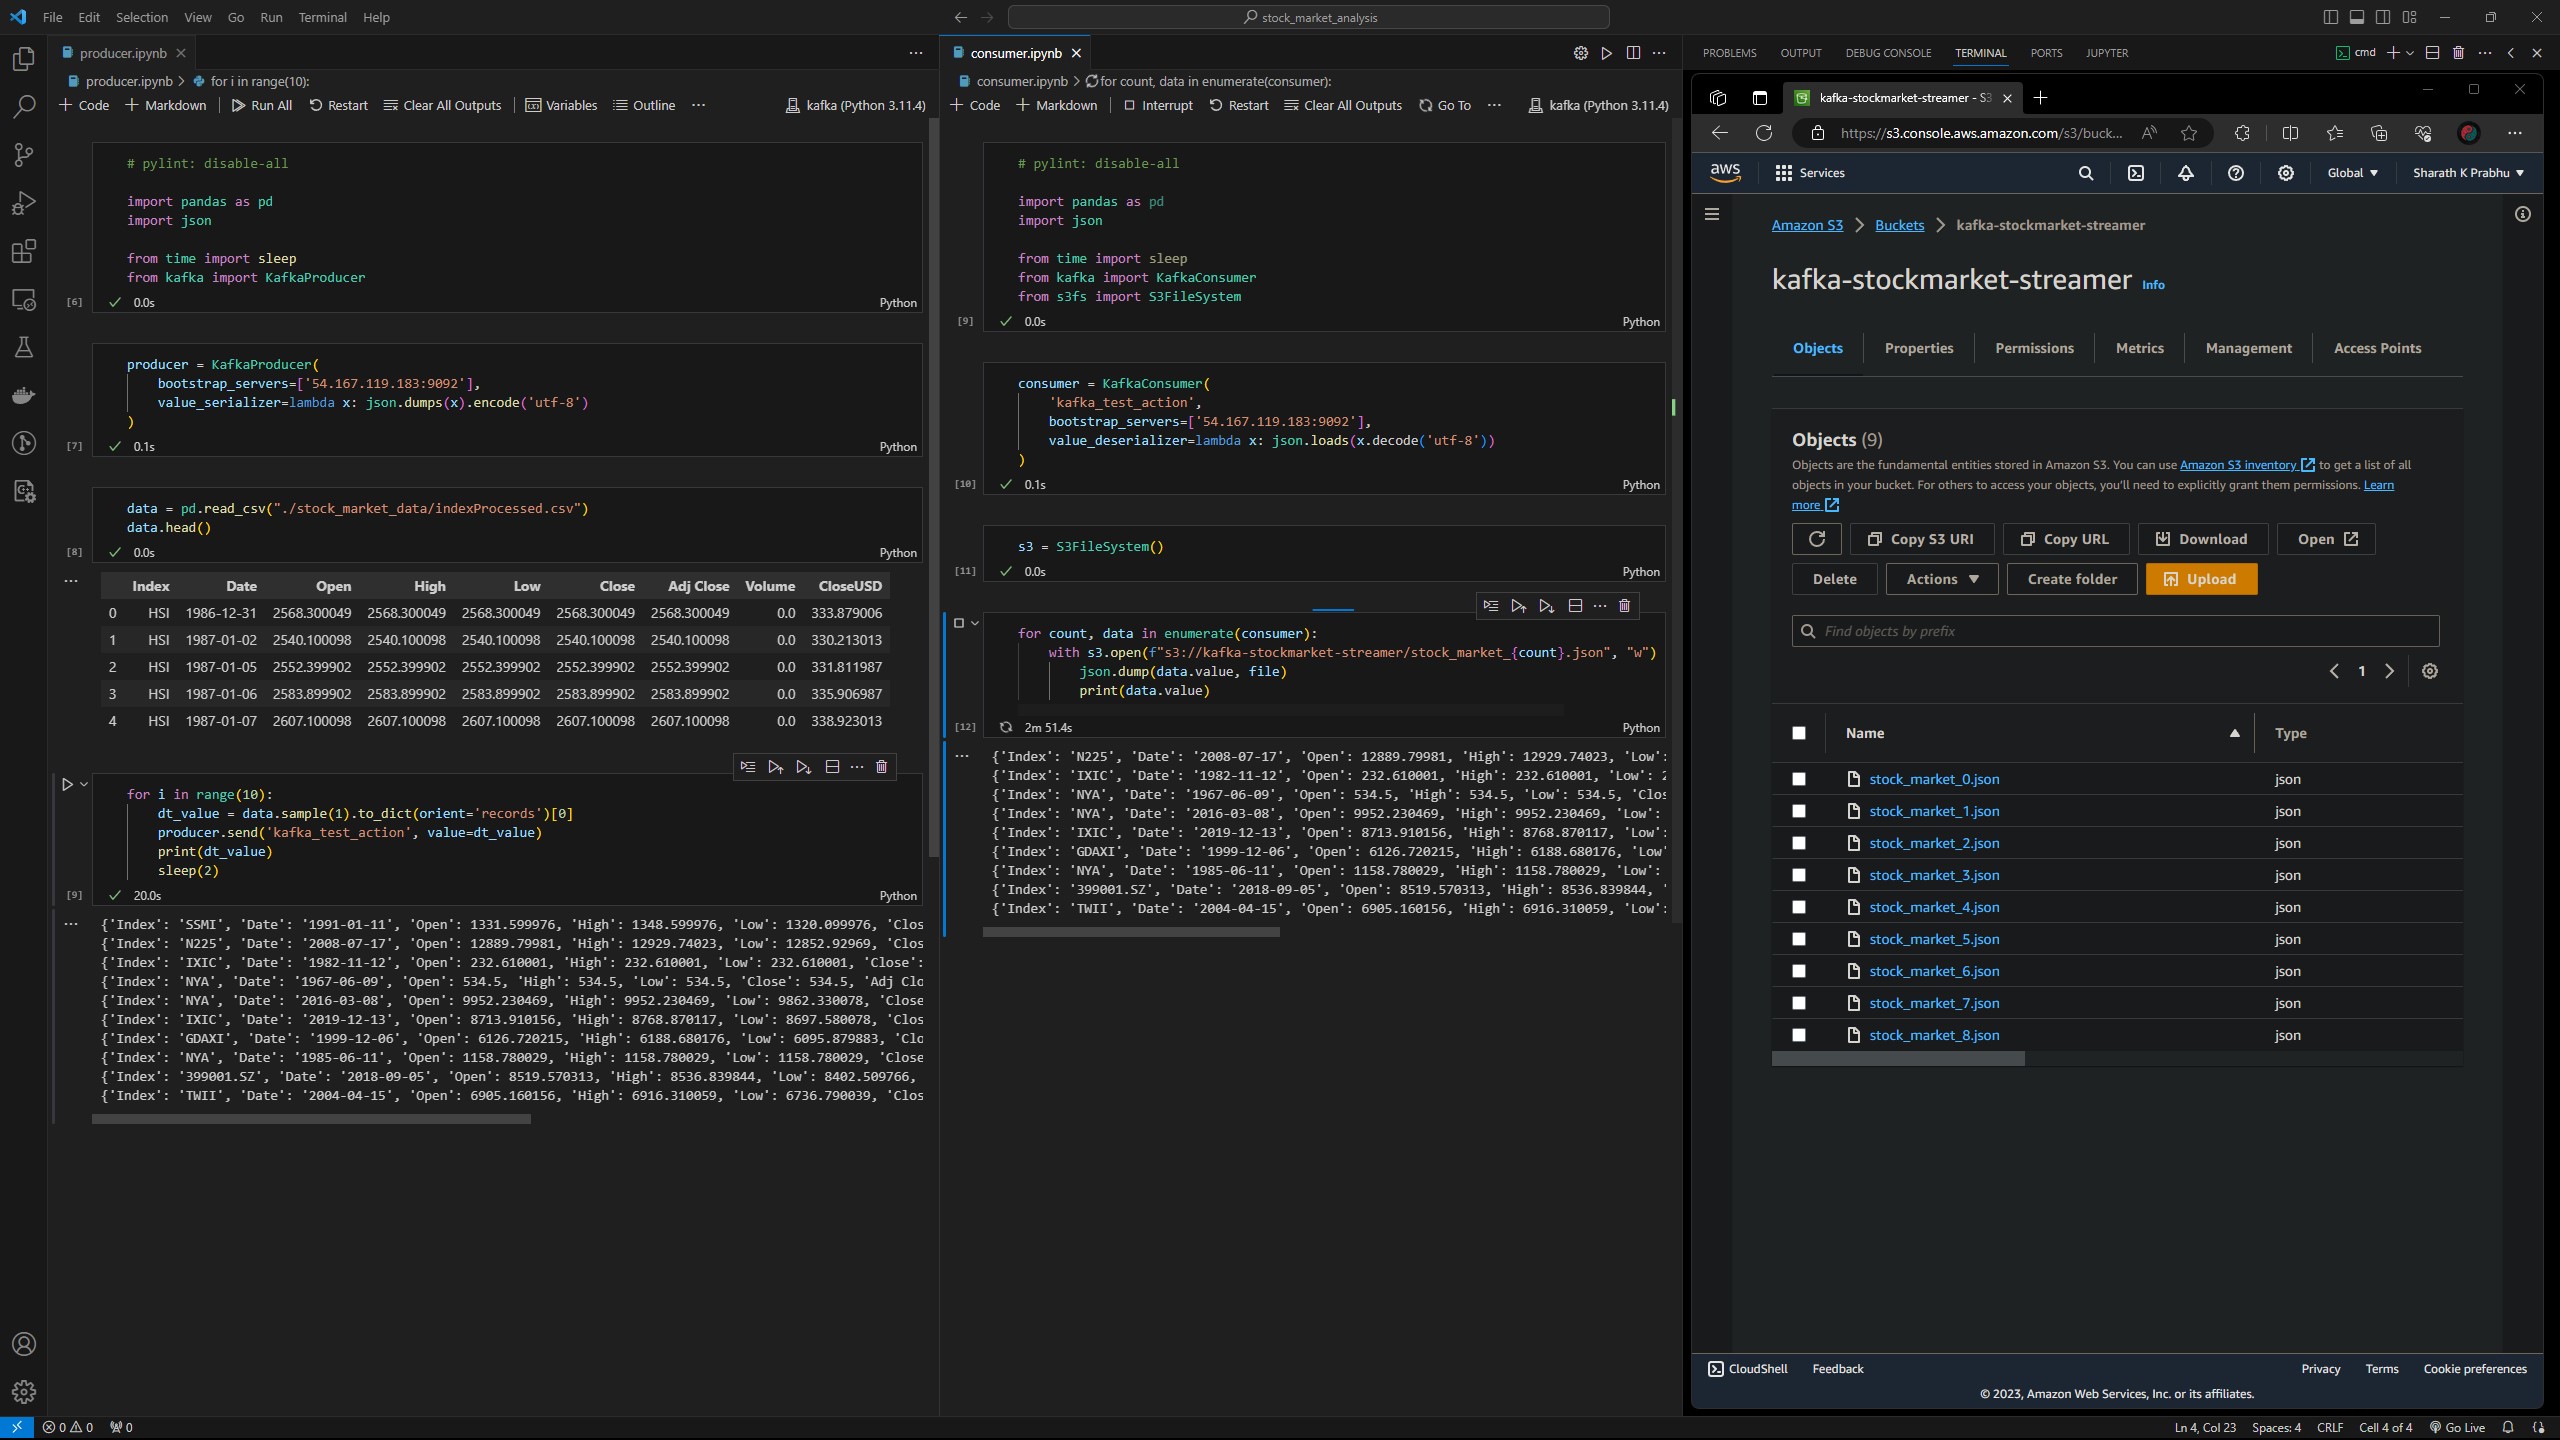 File Edit Selection View Go Run Terminal Help
stock_market_analysis
producer.ipynb
producer.ipynb > for i in range(10):
+ Code + Markdown Run All Restart Clear All Outputs Variables Outline ... kafka (Python 3.11.4)
# pylint: disable-all
import pandas as pd
import json
from time import sleep
from kafka import KafkaProducer
[6] 0.0s Python
producer = KafkaProducer(
bootstrap_servers=['54.167.119.183:9092'],
value_serializer=lambda x: json.dumps(x).encode('utf-8')
)
[7] 0.1s Python
data = pd.read_csv("./stock_market_data/indexProcessed.csv")
data.head()
[8] 0.0s Python
Index Date Open High Low Close Adj Close Volume CloseUSD
0 HSI 1986-12-31 2568.300049 2568.300049 2568.300049 2568.300049 2568.300049 0.0 333.879006
1 HSI 1987-01-02 2540.100098 2540.100098 2540.100098 2540.100098 2540.100098 0.0 330.213013
2 HSI 1987-01-05 2552.399902 2552.399902 2552.399902 2552.399902 2552.399902 0.0 331.811987
3 HSI 1987-01-06 2583.899902 2583.899902 2583.899902 2583.899902 2583.899902 0.0 335.906987
4 HSI 1987-01-07 2607.100098 2607.100098 2607.100098 2607.100098 2607.100098 0.0 338.923013
for i in range(10):
dt_value = data.sample(1).to_dict(orient='records')[0]
producer.send('kafka_test_action', value=dt_value)
print(dt_value)
sleep(2)
[9] 20.0s Python
{'Index': 'SSMI', 'Date': '1991-01-11', 'Open': 1331.599976, 'High': 1348.599976, 'Low': 1320.099976, 'Clos
{'Index': 'N225', 'Date': '2008-07-17', 'Open': 12889.79981, 'High': 12929.74023, 'Low': 12852.92969, 'Clos
{'Index': 'IXIC', 'Date': '1982-11-12', 'Open': 232.610001, 'High': 232.610001, 'Low': 232.610001, 'Close':
{'Index': 'NYA', 'Date': '1967-06-09', 'Open': 534.5, 'High': 534.5, 'Low': 534.5, 'Close': 534.5, 'Adj Clo
{'Index': 'NYA', 'Date': '2016-03-08', 'Open': 9952.230469, 'High': 9952.230469, 'Low': 9862.330078, 'Close
{'Index': 'IXIC', 'Date': '2019-12-13', 'Open': 8713.910156, 'High': 8768.870117, 'Low': 8697.580078, 'Clos
{'Index': 'GDAXI', 'Date': '1999-12-06', 'Open': 6126.720215, 'High': 6188.680176, 'Low': 6095.879883, 'Clo
{'Index': 'NYA', 'Date': '1985-06-11', 'Open': 1158.780029, 'High': 1158.780029, 'Low': 1158.780029, 'Close
{'Index': '399001.SZ', 'Date': '2018-09-05', 'Open': 8519.570313, 'High': 8536.839844, 'Low': 8402.509766,
{'Index': 'TWII', 'Date': '2004-04-15', 'Open': 6905.160156, 'High': 6916.310059, 'Low': 6736.790039, 'Clos
consumer.ipynb
consumer.ipynb > for count, data in enumerate(consumer):
+ Code + Markdown Interrupt Restart Clear All Outputs Go To ... kafka (Python 3.11.4)
# pylint: disable-all
import pandas as pd
import json
from time import sleep
from kafka import KafkaConsumer
from s3fs import S3FileSystem
[9] 0.0s Python
consumer = KafkaConsumer(
'kafka_test_action',
bootstrap_servers=['54.167.119.183:9092'],
value_deserializer=lambda x: json.loads(x.decode('utf-8'))
)
[10] 0.1s Python
s3 = S3FileSystem()
[11] 0.0s Python
for count, data in enumerate(consumer):
with s3.open(f"s3://kafka-stockmarket-streamer/stock_market_{count}.json", "w")
json.dump(data.value, file)
print(data.value)
[12] 2m 51.4s Python
{'Index': 'N225', 'Date': '2008-07-17', 'Open': 12889.79981, 'High': 12929.74023, 'Low':
{'Index': 'IXIC', 'Date': '1982-11-12', 'Open': 232.610001, 'High': 232.610001, 'Low': 2
{'Index': 'NYA', 'Date': '1967-06-09', 'Open': 534.5, 'High': 534.5, 'Low': 534.5, 'Clos
{'Index': 'NYA', 'Date': '2016-03-08', 'Open': 9952.230469, 'High': 9952.230469, 'Low':
{'Index': 'IXIC', 'Date': '2019-12-13', 'Open': 8713.910156, 'High': 8768.870117, 'Low':
{'Index': 'GDAXI', 'Date': '1999-12-06', 'Open': 6126.720215, 'High': 6188.680176, 'Low'
{'Index': 'NYA', 'Date': '1985-06-11', 'Open': 1158.780029, 'High': 1158.780029, 'Low':
{'Index': '399001.SZ', 'Date': '2018-09-05', 'Open': 8519.570313, 'High': 8536.839844, '
{'Index': 'TWII', 'Date': '2004-04-15', 'Open': 6905.160156, 'High': 6916.310059, 'Low':
PROBLEMS OUTPUT DEBUG CONSOLE TERMINAL PORTS JUPYTER cmd
kafka-stockmarket-streamer - S3
https://s3.console.aws.amazon.com/s3/buck...
aws Services Global Sharath K Prabhu
Amazon S3 > Buckets > kafka-stockmarket-streamer
kafka-stockmarket-streamer Info
Objects Properties Permissions Metrics Management Access Points
Objects (9)
Objects are the fundamental entities stored in Amazon S3. You can use Amazon S3 inventory to get a list of all
objects in your bucket. For others to access your objects, you'll need to explicitly grant them permissions. Learn
more
Copy S3 URI Copy URL Download Open
Delete Actions Create folder Upload
Find objects by prefix
1
Name Type
stock_market_0.json json
stock_market_1.json json
stock_market_2.json json
stock_market_3.json json
stock_market_4.json json
stock_market_5.json json
stock_market_6.json json
stock_market_7.json json
stock_market_8.json json
CloudShell Feedback Privacy Terms Cookie preferences
© 2023, Amazon Web Services, Inc. or its affiliates.
0 0 0 Ln 4, Col 23 Spaces: 4 CRLF Cell 4 of 4 Go Live